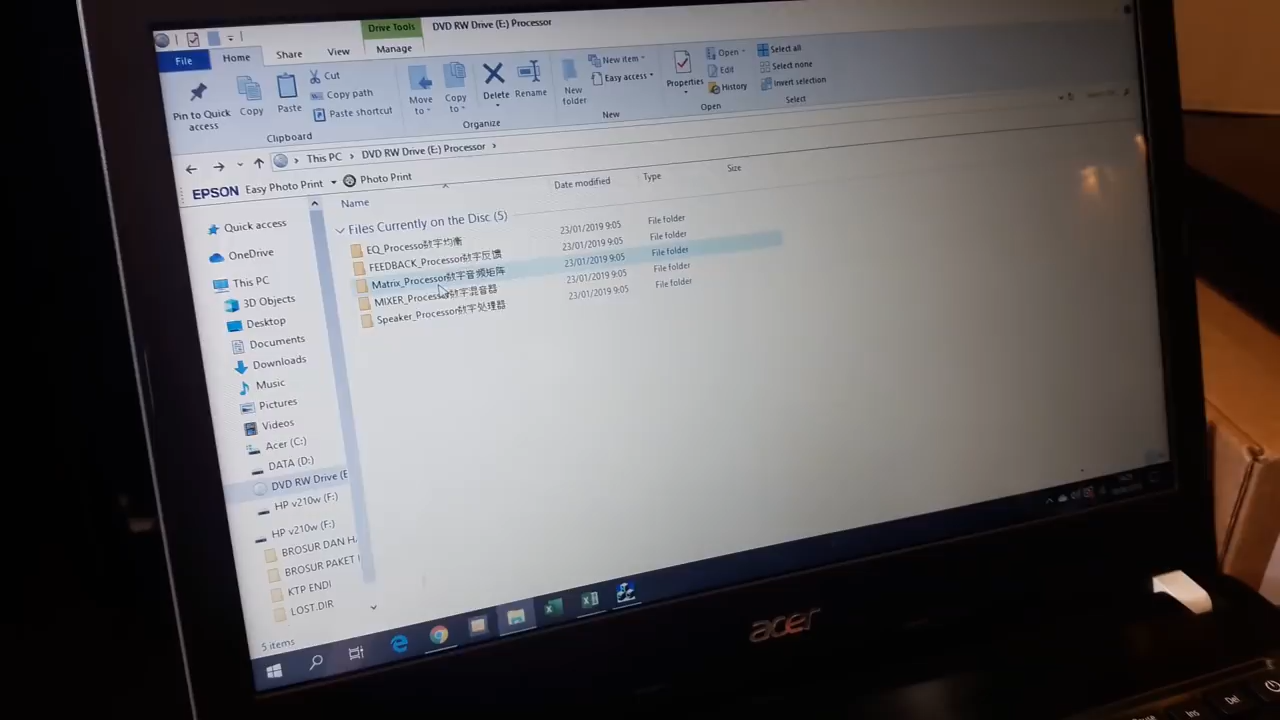 Drive Tools
DVD RW Drive (E:) Processor
File
Home
Share
View
Manage
Pin to Quick access
Copy
Paste
Cut
Copy path
Paste shortcut
Clipboard
Move to
Copy to
Delete
Rename
Organize
New folder
New item
Easy access
New
Properties
Open
Edit
History
Open
Select all
Select none
Invert selection
Select
This PC > DVD RW Drive (E:) Processor >
EPSON Easy Photo Print
Photo Print
Name
Date modified
Type
Size
Files Currently on the Disc (5)
EQ_Processo数字均衡 23/01/2019 9:05 File folder
FEEDBACK_Processor数字反馈 23/01/2019 9:05 File folder
Matrix_Processor数字音频矩阵 23/01/2019 9:05 File folder
MIXER_Processor数字混音器 23/01/2019 9:05 File folder
Speaker_Processor数字处理器 23/01/2019 9:05 File folder
Quick access
OneDrive
This PC
3D Objects
Desktop
Documents
Downloads
Music
Pictures
Videos
Acer (C:)
DATA (D:)
DVD RW Drive (E
HP v210w (F:)
HP v210w (F:)
BROSUR DAN HA
BROSUR PAKET
KTP ENDI
LOST.DIR
5 items
acer
Ins
Del